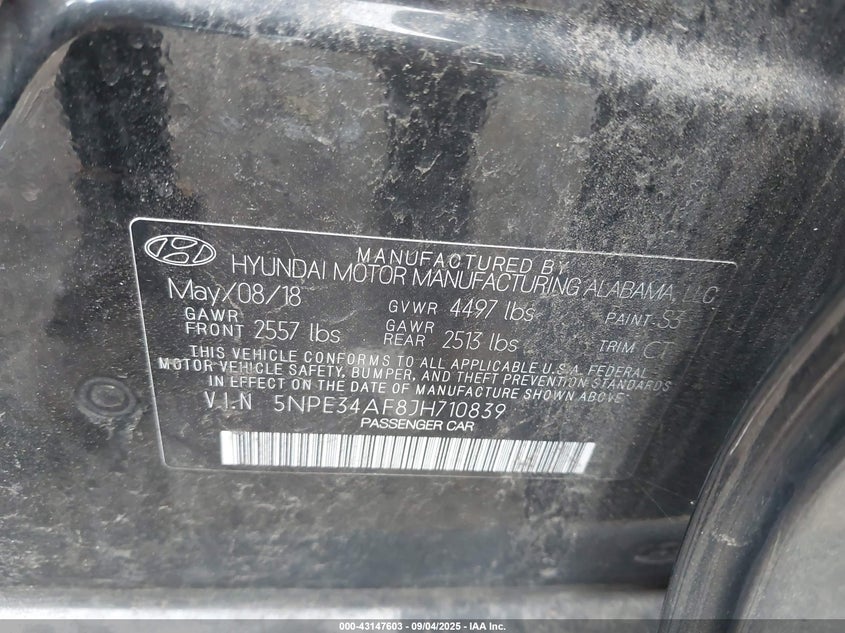 MANUFACTURED BY
HYUNDAI MOTOR MANUFACTURING ALABAMA, LLC
May/08/18 GVWR 4497 lbs PAINT S3
GAWR FRONT 2557 lbs GAWR REAR 2513 lbs TRIM CT
THIS VEHICLE CONFORMS TO ALL APPLICABLE U.S.A. FEDERAL
MOTOR VEHICLE SAFETY, BUMPER, AND THEFT PREVENTION STANDARDS
IN EFFECT ON THE DATE OF MANUFACTURE SHOWN ABOVE
V.I.N 5NPE34AF8JH710839
PASSENGER CAR
000-43147603 - 09/04/2025 - IAA Inc.